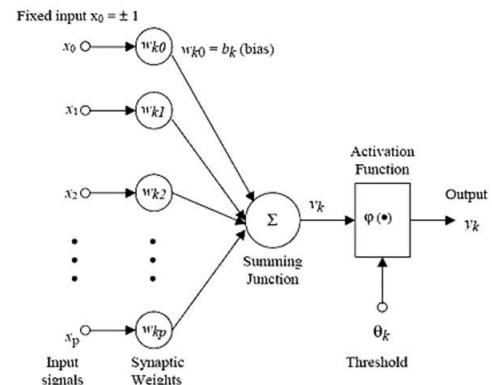 Fixed input x0 = ± 1
x0
wk0
wk0 = bk (bias)
x1
wk1
x2
wk2
Σ
vk
Activation
Function
φ(•)
Output
vk
Summing
Junction
xp
wkp
θk
Input
signals
Synaptic
Weights
Threshold